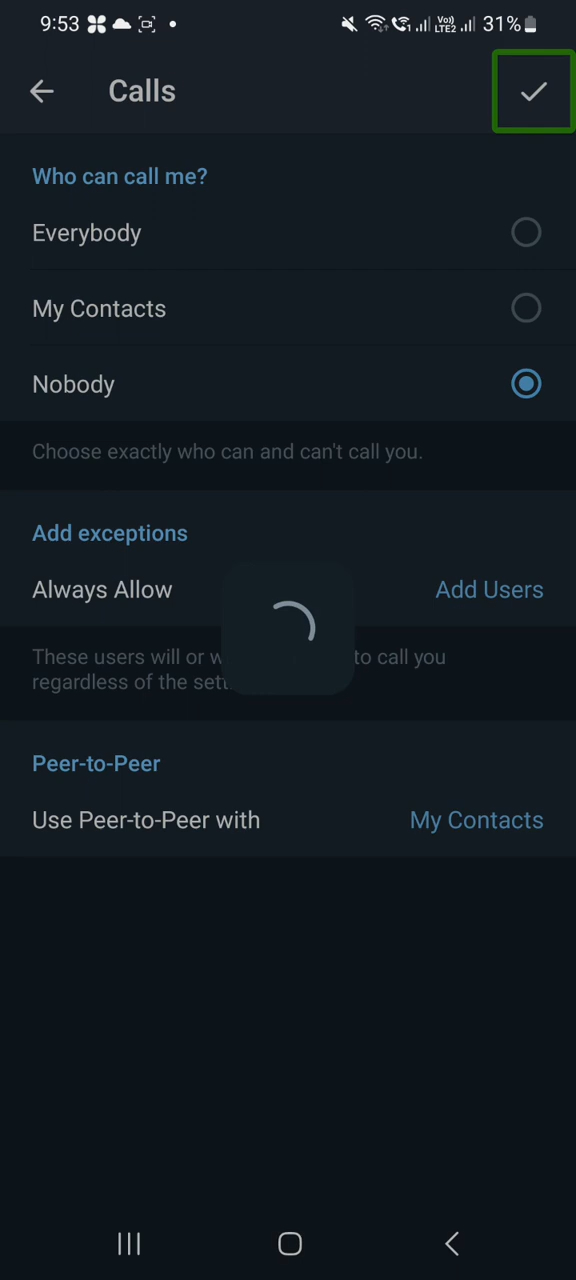 9:53
Vo))
LTE2
31%
Calls
Who can call me?
Everybody
My Contacts
Nobody
Choose exactly who can and can't call you.
Add exceptions
Always Allow
Add Users
These users will or to call you
regardless of the
Peer-to-Peer
Use Peer-to-Peer with
My Contacts